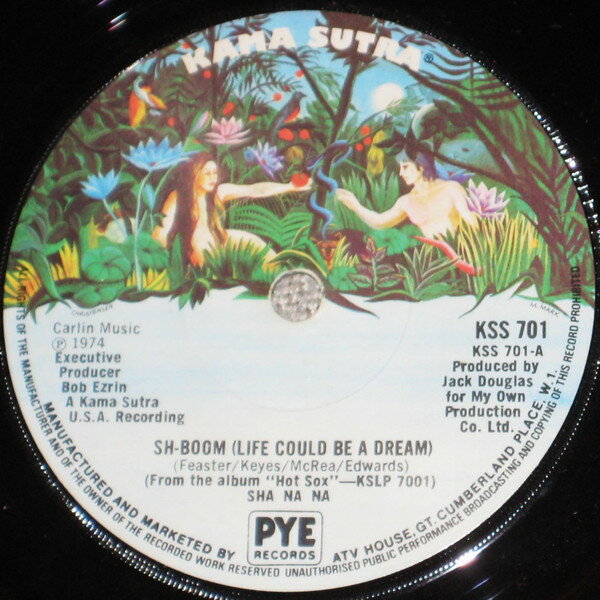 KAMA SUTRA®
CHRISTENSEN
M. MARK
Carlin Music
℗ 1974
Executive
Producer
Bob Ezrin
A Kama Sutra
U.S.A. Recording
KSS 701
KSS 701-A
Produced by
Jack Douglas
for My Own
Production
Co. Ltd.
SH-BOOM (LIFE COULD BE A DREAM)
(Feaster/Keyes/McRea/Edwards)
(From the album "Hot Sox"—KSLP 7001)
SHA NA NA
MANUFACTURED AND MARKETED BY
PYE
RECORDS
ATV HOUSE, GT. CUMBERLAND PLACE, W.1.
ALL RIGHTS OF THE MANUFACTURER AND OF THE OWNER OF THE RECORDED WORK RESERVED UNAUTHORISED PUBLIC PERFORMANCE BROADCASTING AND COPYING OF THIS RECORD PROHIBITED